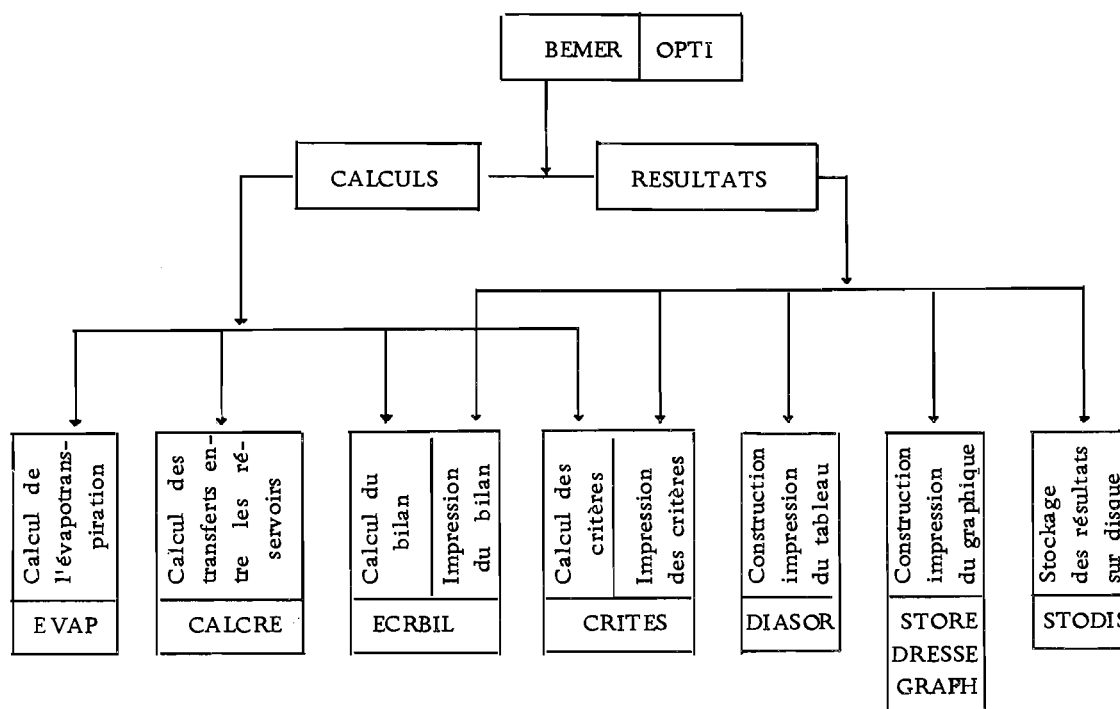 BEMER OPTI
CALCULS RESULTATS
Calcul de
l'évapotrans-
piration
EVAP
Calcul des
transferts en-
tre les ré-
servoirs
CALCRE
Calcul du
bilan
Impression
du bilan
ECRBIL
Calcul des
critères
Impression
des critères
CRITES
Construction
impression
du tableau
DIASOR
Construction
impression
du graphique
STORE
DRESSE
GRAPH
Stockage
des résultats
sur disque
STODIS